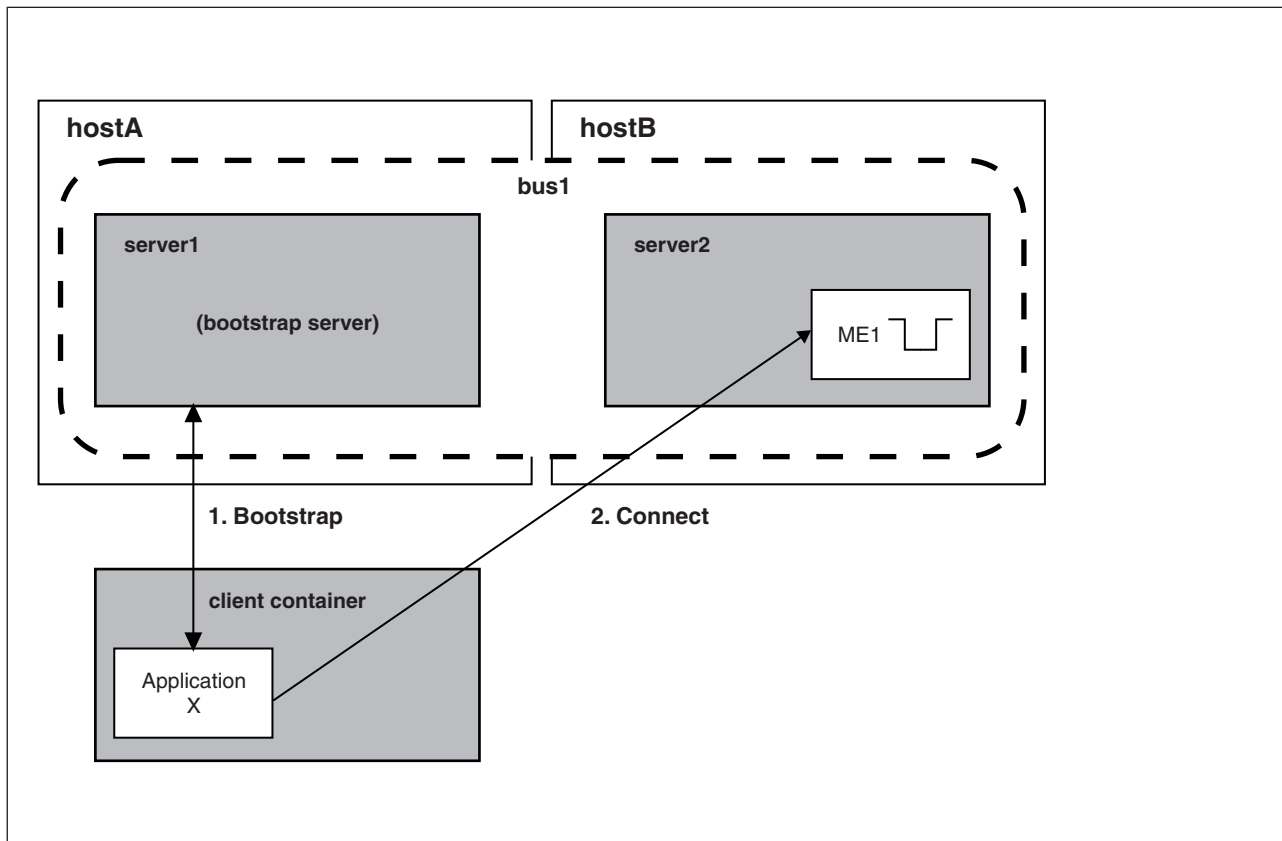 hostA
hostB
bus1
server1
server2
(bootstrap server)
ME1
1. Bootstrap
2. Connect
client container
Application
X